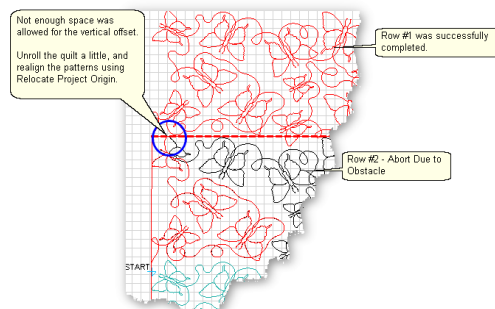 Not enough space was
allowed for the vertical offset.
Unroll the quilt a little, and
realign the patterns using
Relocate Project Origin.
Row #1 was successfully
completed.
Row #2 - Abort Due to
Obstacle
START